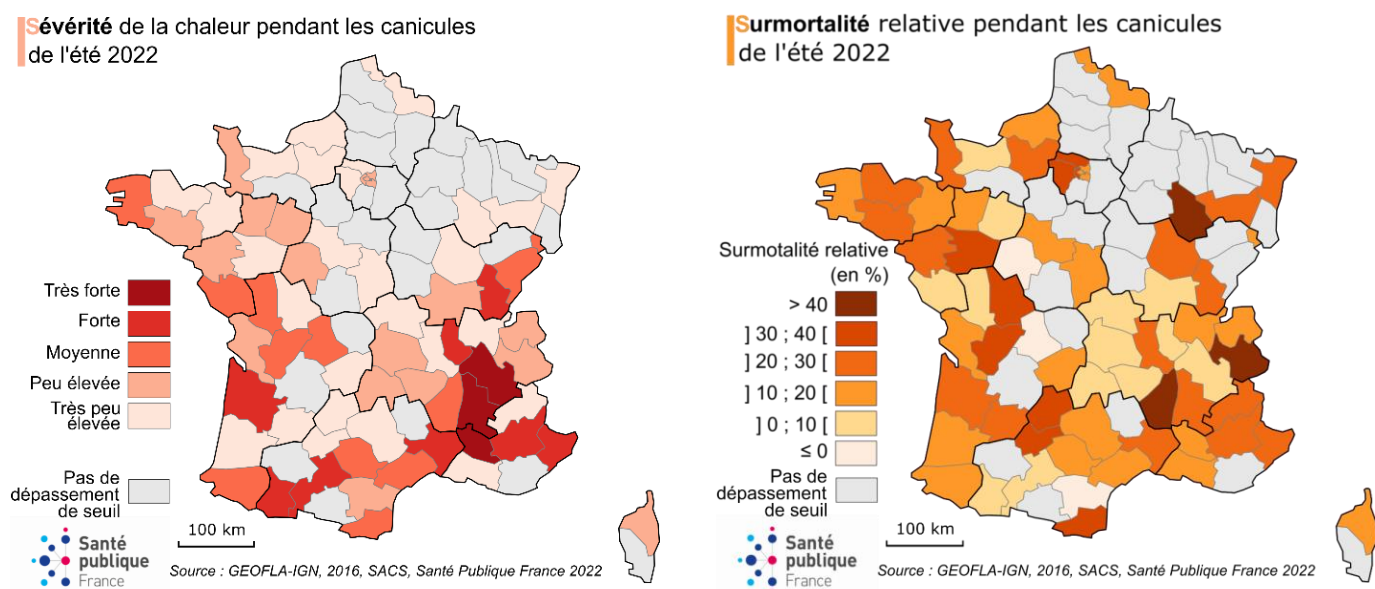 Sévérité de la chaleur pendant les canicules
de l'été 2022
Très forte
Forte
Moyenne
Peu élevée
Très peu
élevée
Pas de
dépassement
de seuil
100 km
Santé
publique
France
Source : GEOFLA-IGN, 2016, SACS, Santé Publique France 2022
Surmortalité relative pendant les canicules
de l'été 2022
Surmotalité relative
(en %)
> 40
] 30 ; 40 [
] 20 ; 30 [
] 10 ; 20 [
] 0 ; 10 [
≤ 0
Pas de
dépassement
de seuil
100 km
Santé
publique
France
Source : GEOFLA-IGN, 2016, SACS, Santé Publique France 2022